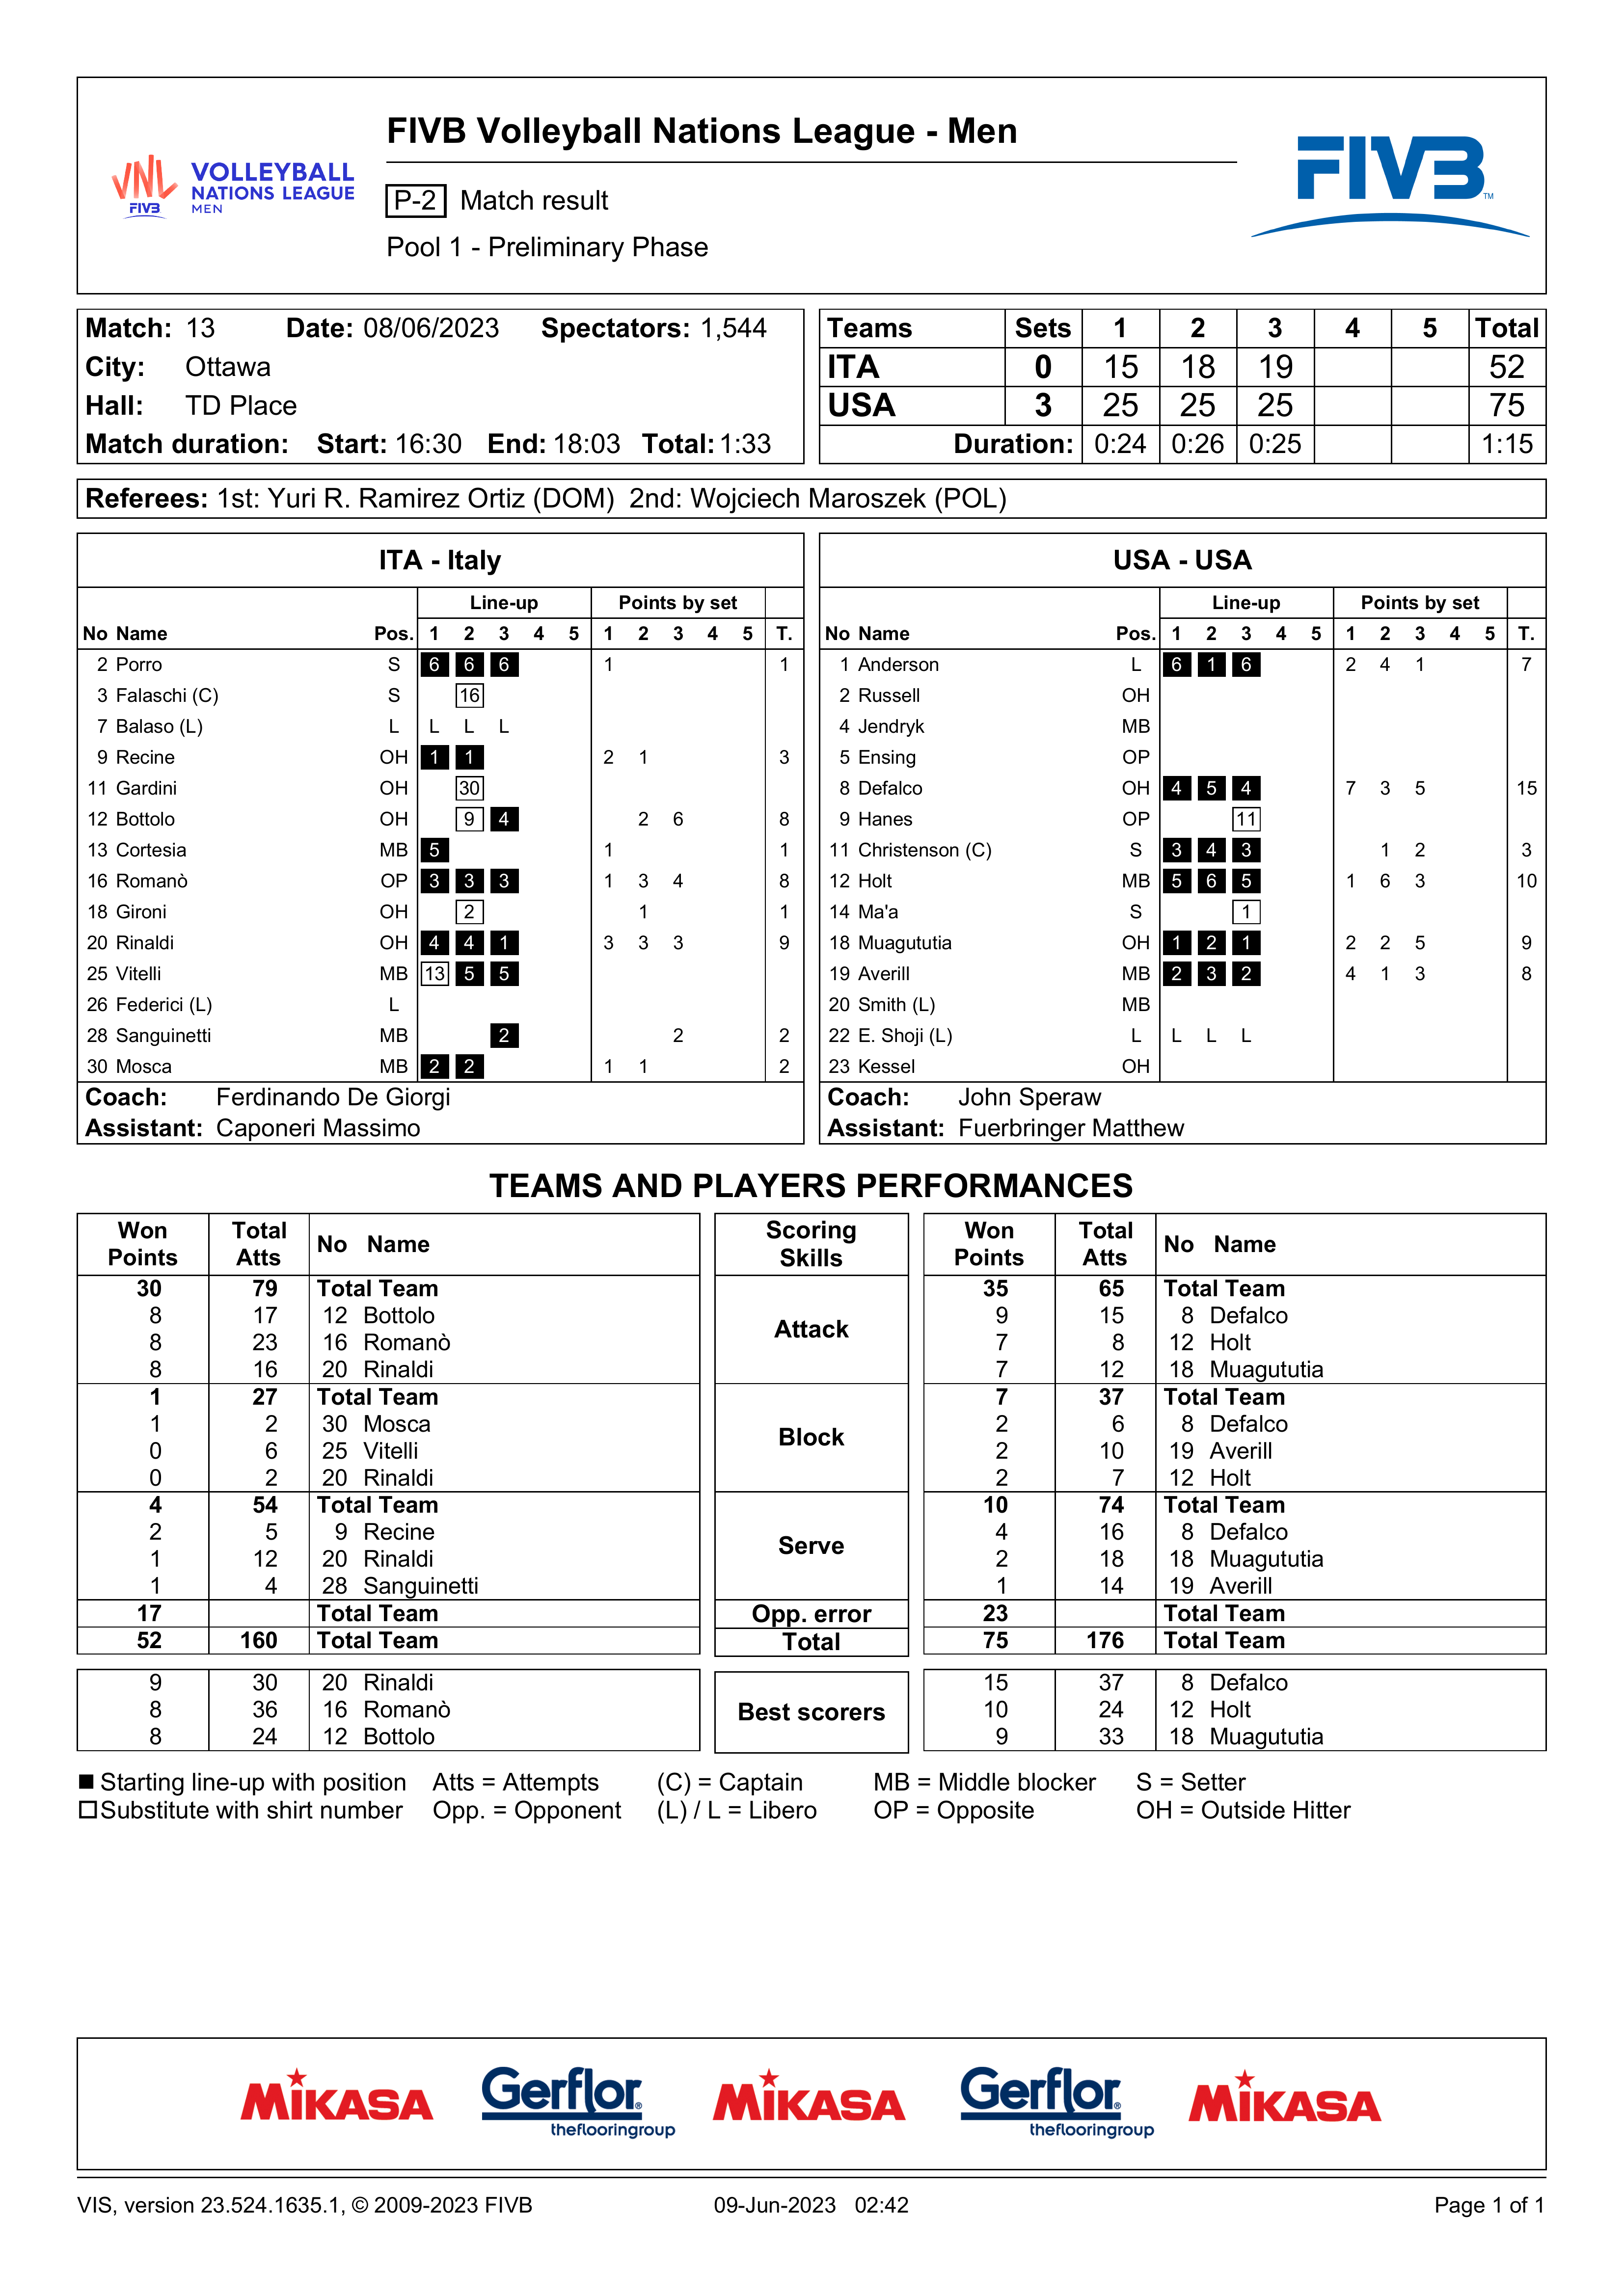 FIVB Volleyball Nations League - Men
VNL FIVB VOLLEYBALL NATIONS LEAGUE MEN
P-2 Match result
FIVB TM
Pool 1 - Preliminary Phase
Match: 13 Date: 08/06/2023 Spectators: 1,544
City: Ottawa
Hall: TD Place
Match duration: Start: 16:30 End: 18:03 Total: 1:33
Teams Sets 1 2 3 4 5 Total
ITA 0 15 18 19 52
USA 3 25 25 25 75
Duration: 0:24 0:26 0:25 1:15
Referees: 1st: Yuri R. Ramirez Ortiz (DOM) 2nd: Wojciech Maroszek (POL)
ITA - Italy
Line-up Points by set
No Name Pos. 1 2 3 4 5 1 2 3 4 5 T.
2 Porro S 6 6 6 1 1
3 Falaschi (C) S 16
7 Balaso (L) L L L L
9 Recine OH 1 1 2 1 3
11 Gardini OH 30
12 Bottolo OH 9 4 2 6 8
13 Cortesia MB 5 1 1
16 Romanò OP 3 3 3 1 3 4 8
18 Gironi OH 2 1 1
20 Rinaldi OH 4 4 1 3 3 3 9
25 Vitelli MB 13 5 5
26 Federici (L) L
28 Sanguinetti MB 2 2 2
30 Mosca MB 2 2 1 1 2
Coach: Ferdinando De Giorgi
Assistant: Caponeri Massimo
USA - USA
Line-up Points by set
No Name Pos. 1 2 3 4 5 1 2 3 4 5 T.
1 Anderson L 6 1 6 2 4 1 7
2 Russell OH
4 Jendryk MB
5 Ensing OP
8 Defalco OH 4 5 4 7 3 5 15
9 Hanes OP 11
11 Christenson (C) S 3 4 3 1 2 3
12 Holt MB 5 6 5 1 6 3 10
14 Ma'a S 1
18 Muagututia OH 1 2 1 2 2 5 9
19 Averill MB 2 3 2 4 1 3 8
20 Smith (L) MB
22 E. Shoji (L) L L L L
23 Kessel OH
Coach: John Speraw
Assistant: Fuerbringer Matthew
TEAMS AND PLAYERS PERFORMANCES
Won Points Total Atts No Name Scoring Skills Won Points Total Atts No Name
30 79 Total Team Attack 35 65 Total Team
8 17 12 Bottolo 9 15 8 Defalco
8 23 16 Romanò 7 8 12 Holt
8 16 20 Rinaldi 7 12 18 Muagututia
1 27 Total Team Block 7 37 Total Team
1 2 30 Mosca 2 6 8 Defalco
0 6 25 Vitelli 2 10 19 Averill
0 2 20 Rinaldi 2 7 12 Holt
4 54 Total Team Serve 10 74 Total Team
2 5 9 Recine 4 16 8 Defalco
1 12 20 Rinaldi 2 18 18 Muagututia
1 4 28 Sanguinetti 1 14 19 Averill
17 Total Team Opp. error 23 Total Team
52 160 Total Team Total 75 176 Total Team
9 30 20 Rinaldi Best scorers 15 37 8 Defalco
8 36 16 Romanò 10 24 12 Holt
8 24 12 Bottolo 9 33 18 Muagututia
Starting line-up with position Atts = Attempts (C) = Captain MB = Middle blocker S = Setter
Substitute with shirt number Opp. = Opponent (L) / L = Libero OP = Opposite OH = Outside Hitter
MIKASA Gerflor® theflooringgroup MIKASA Gerflor® theflooringgroup MIKASA
VIS, version 23.524.1635.1, © 2009-2023 FIVB 09-Jun-2023 02:42 Page 1 of 1